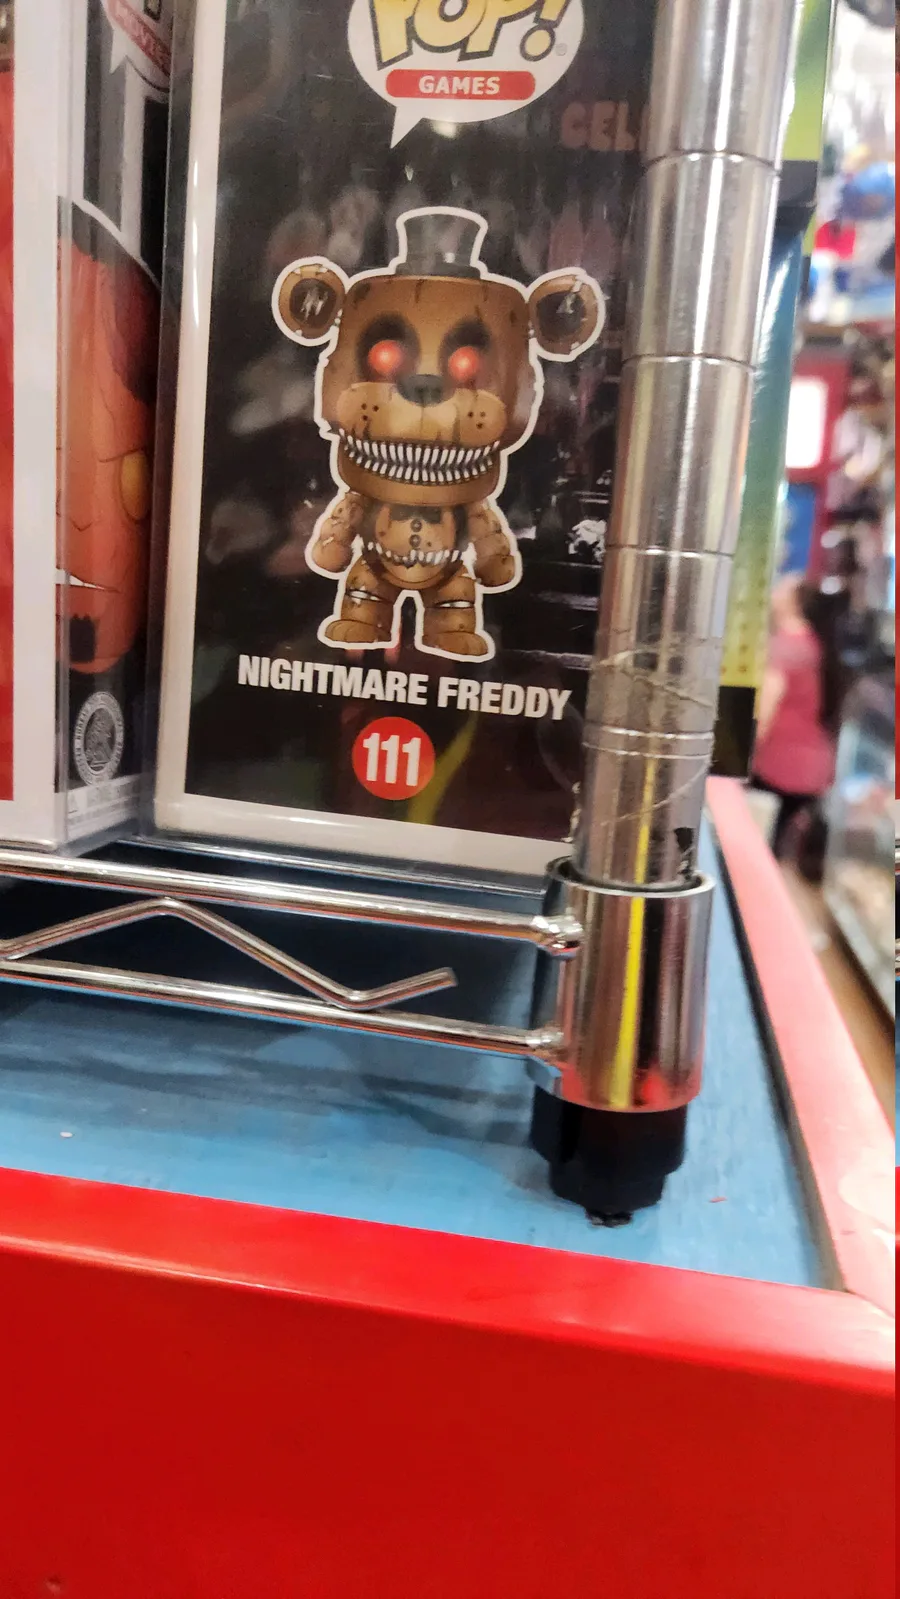 POP!
GAMES
NIGHTMARE FREDDY
111